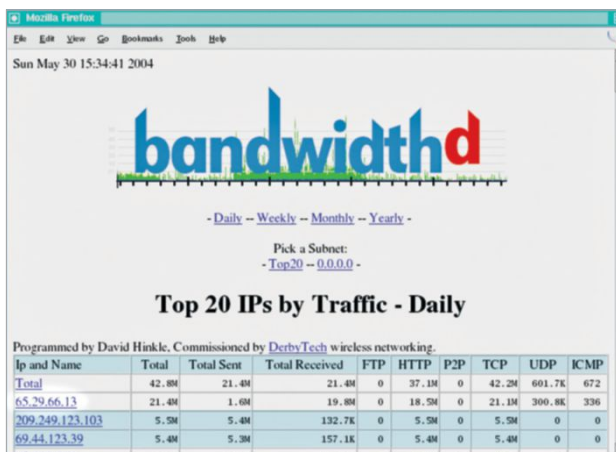 Mozilla Firefox
File Edit View Go Bookmarks Tools Help
Sun May 30 15:34:41 2004
bandwidthd
- Daily -- Weekly -- Monthly -- Yearly -
Pick a Subnet:
- Top20 -- 0.0.0.0 -
Top 20 IPs by Traffic - Daily
Programmed by David Hinkle, Commissioned by DerbyTech wireless networking.
Ip and Name Total Total Sent Total Received FTP HTTP P2P TCP UDP ICMP
Total 42.8M 21.4M 21.4M 0 37.1M 0 42.2M 601.7K 672
65.29.66.13 21.4M 1.6M 19.8M 0 18.5M 0 21.1M 300.8K 336
209.249.123.103 5.5M 5.4M 132.7K 0 5.5M 0 5.5M 0 0
69.44.123.39 5.4M 5.3M 157.1K 0 5.4M 0 5.4M 0 0